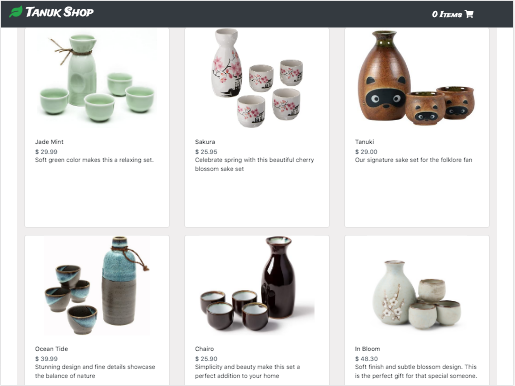 Tanuk Shop
0 Items
Jade Mint
$ 29.99
Soft green color makes this a relaxing set.
Sakura
$ 25.95
Celebrate spring with this beautiful cherry
blossom sake set
Tanuki
$ 29.00
Our signature sake set for the folklore fan
Ocean Tide
$ 39.99
Stunning design and fine details showcase
the balance of nature
Chairo
$ 25.90
Simplicity and beauty make this set a
perfect addition to your home
In Bloom
$ 48.30
Soft finish and subtle blossom design. This
is the perfect gift for that special someone.